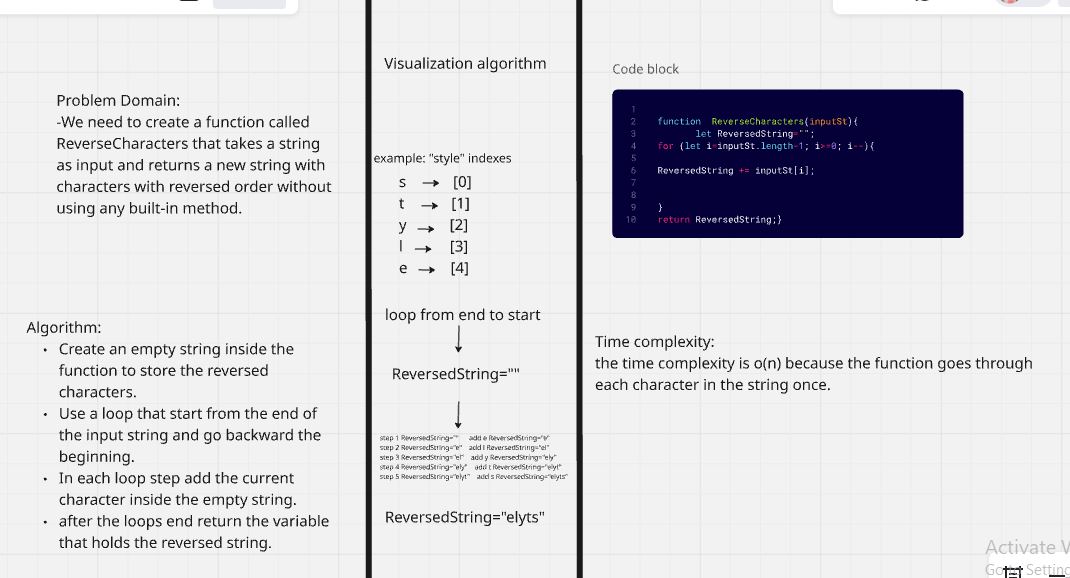 Problem Domain:
-We need to create a function called
ReverseCharacters that takes a string
as input and returns a new string with
characters with reversed order without
using any built-in method.
Algorithm:
• Create an empty string inside the
function to store the reversed
characters.
• Use a loop that start from the end of
the input string and go backward the
beginning.
• In each loop step add the current
character inside the empty string.
• after the loops end return the variable
that holds the reversed string.
Visualization algorithm
example: "style" indexes
s → [0]
t → [1]
y → [2]
l → [3]
e → [4]
loop from end to start
ReversedString=""
step 1 ReversedString="" add e ReversedString="e"
step 2 ReversedString="e" add l ReversedString="el"
step 3 ReversedString="el" add y ReversedString="ely"
step 4 ReversedString="ely" add t ReversedString="elyt"
step 5 ReversedString="elyt" add s ReversedString="elyts"
ReversedString="elyts"
Code block
1
2 function ReverseCharacters(inputSt){
3 let ReversedString="";
4 for (let i=inputSt.length-1; i>=0; i--){
5
6 ReversedString += inputSt[i];
7
8
9 }
10 return ReversedString;}
Time complexity:
the time complexity is o(n) because the function goes through
each character in the string once.
Activate
Setting